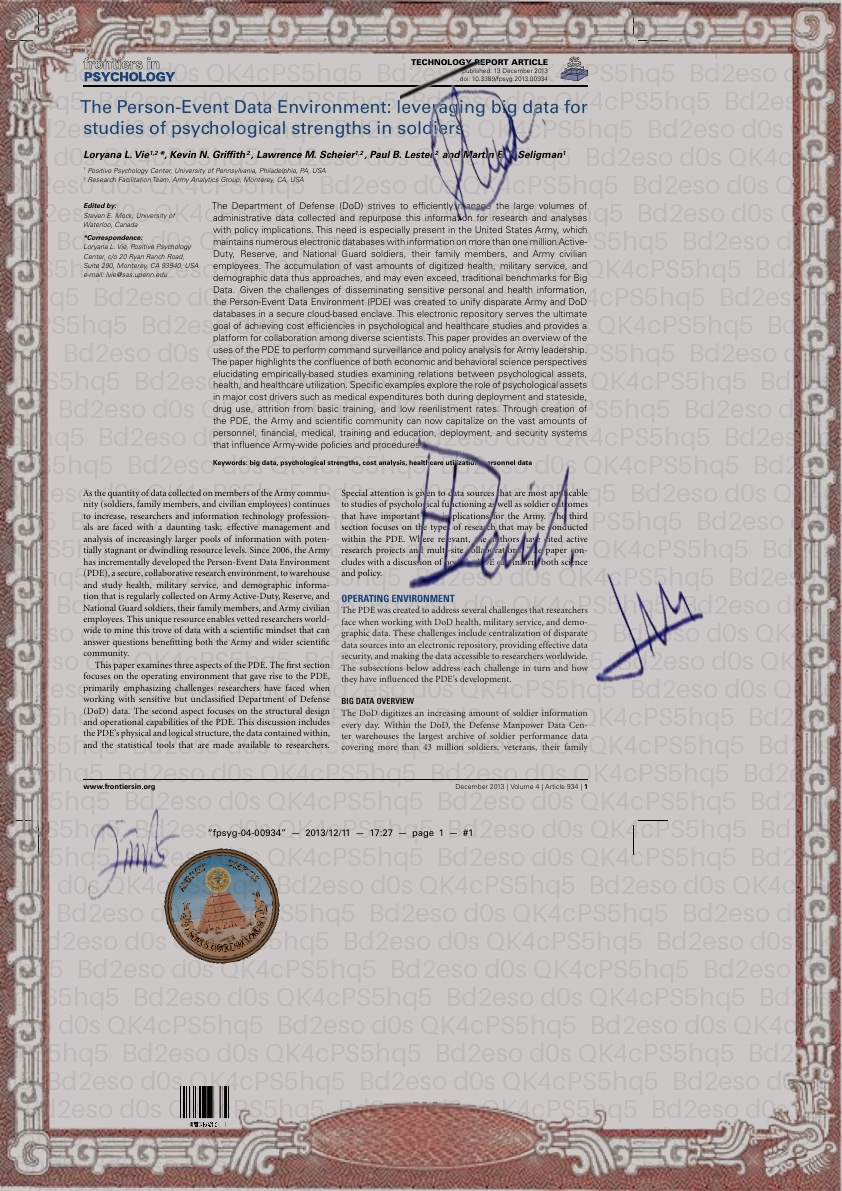 frontiers in
PSYCHOLOGY
TECHNOLOGY REPORT ARTICLE
published: 13 December 2013
doi: 10.3389/fpsyg.2013.00934
The Person-Event Data Environment: leveraging big data for
studies of psychological strengths in soldiers
Loryana L. Vie1,2*, Kevin N. Griffith2, Lawrence M. Scheier1,2, Paul B. Lester2 and Martin E. Seligman1
1 Positive Psychology Center, University of Pennsylvania, Philadelphia, PA, USA
2 Research Facilitation Team, Army Analytics Group, Monterey, CA, USA
Edited by:
Steven E. Mock, University of
Waterloo, Canada
*Correspondence:
Loryana L. Vie, Positive Psychology
Center, c/o 20 Ryan Ranch Road,
Suite 290, Monterey, CA 93940, USA
e-mail: lvie@sas.upenn.edu
The Department of Defense (DoD) strives to efficiently manage the large volumes of
administrative data collected and repurpose this information for research and analyses
with policy implications. This need is especially present in the United States Army, which
maintains numerous electronic databases with information on more than one million Active-
Duty, Reserve, and National Guard soldiers, their family members, and Army civilian
employees. The accumulation of vast amounts of digitized health, military service, and
demographic data thus approaches, and may even exceed, traditional benchmarks for Big
Data. Given the challenges of disseminating sensitive personal and health information,
the Person-Event Data Environment (PDE) was created to unify disparate Army and DoD
databases in a secure cloud-based enclave. This electronic repository serves the ultimate
goal of achieving cost efficiencies in psychological and healthcare studies and provides a
platform for collaboration among diverse scientists. This paper provides an overview of the
uses of the PDE to perform command surveillance and policy analysis for Army leadership.
The paper highlights the confluence of both economic and behavioral science perspectives
elucidating empirically-based studies examining relations between psychological assets,
health, and healthcare utilization. Specific examples explore the role of psychological assets
in major cost drivers such as medical expenditures both during deployment and stateside,
drug use, attrition from basic training, and low reenlistment rates. Through creation of
the PDE, the Army and scientific community can now capitalize on the vast amounts of
personnel, financial, medical, training and education, deployment, and security systems
that influence Army-wide policies and procedures.
Keywords: big data, psychological strengths, cost analysis, healthcare utilization, personnel data
As the quantity of data collected on members of the Army commu-
nity (soldiers, family members, and civilian employees) continues
to increase, researchers and information technology profession-
als are faced with a daunting task; effective management and
analysis of increasingly larger pools of information with poten-
tially stagnant or dwindling resource levels. Since 2006, the Army
has incrementally developed the Person-Event Data Environment
(PDE), a secure, collaborative research environment, to warehouse
and study health, military service, and demographic informa-
tion that is regularly collected on Army Active-Duty, Reserve, and
National Guard soldiers, their family members, and Army civilian
employees. This unique resource enables vetted researchers world-
wide to mine this trove of data with a scientific mindset that can
answer questions benefitting both the Army and wider scientific
community.
This paper examines three aspects of the PDE. The first section
focuses on the operating environment that gave rise to the PDE,
primarily emphasizing challenges researchers have faced when
working with sensitive but unclassified Department of Defense
(DoD) data. The second aspect focuses on the structural design
and operational capabilities of the PDE. This discussion includes
the PDE's physical and logical structure, the data contained within,
and the statistical tools that are made available to researchers.
Special attention is given to data sources that are most applicable
to studies of psychological functioning as well as soldier outcomes
that have important implications for the Army. The third
section focuses on the types of research that may be conducted
within the PDE. Where relevant, the authors have cited active
research projects and multi-site collaborations. The paper con-
cludes with a discussion of how PDE can inform both science
and policy.
OPERATING ENVIRONMENT
The PDE was created to address several challenges that researchers
face when working with DoD health, military service, and demo-
graphic data. These challenges include centralization of disparate
data sources into an electronic repository, providing effective data
security, and making the data accessible to researchers worldwide.
The subsections below address each challenge in turn and how
they have influenced the PDE's development.
BIG DATA OVERVIEW
The DoD digitizes an increasing amount of soldier information
every day. Within the DoD, the Defense Manpower Data Cen-
ter warehouses the largest archive of soldier performance data
covering more than 43 million soldiers, veterans, their family
www.frontiersin.org
December 2013 | Volume 4 | Article 934 | 1
"fpsyg-04-00934" — 2013/12/11 — 17:27 — page 1 — #1
Bd2eso d0s QK4cPS5hq5